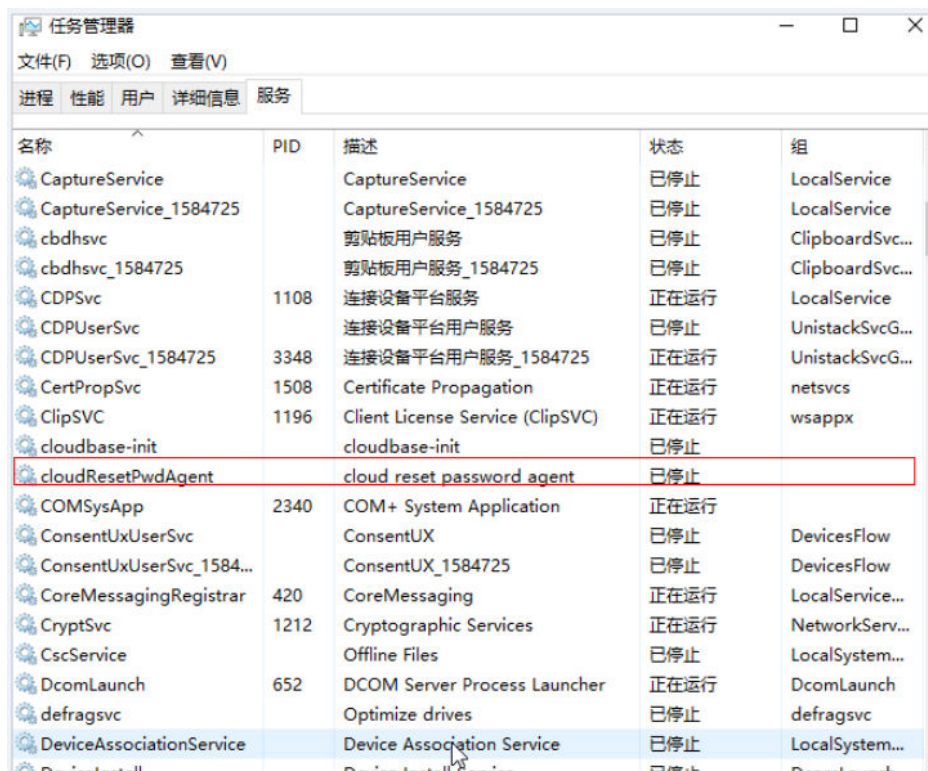 任务管理器
文件(F) 选项(O) 查看(V)
进程 性能 用户 详细信息 服务
名称 PID 描述 状态 组
CaptureService CaptureService 已停止 LocalService
CaptureService_1584725 CaptureService_1584725 已停止 LocalService
cbdhsvc 剪贴板用户服务 已停止 ClipboardSvc...
cbdhsvc_1584725 剪贴板用户服务_1584725 已停止 ClipboardSvc...
CDPSvc 1108 连接设备平台服务 正在运行 LocalService
CDPUserSvc 连接设备平台用户服务 已停止 UnistackSvcG...
CDPUserSvc_1584725 3348 连接设备平台用户服务_1584725 正在运行 UnistackSvcG...
CertPropSvc 1508 Certificate Propagation 正在运行 netsvcs
ClipSVC 1196 Client License Service (ClipSVC) 正在运行 wsappx
cloudbase-init cloudbase-init 已停止
cloudResetPwdAgent cloud reset password agent 已停止
COMSysApp 2340 COM+ System Application 正在运行
ConsentUxUserSvc ConsentUX 已停止 DevicesFlow
ConsentUxUserSvc_1584... ConsentUX_1584725 已停止 DevicesFlow
CoreMessagingRegistrar 420 CoreMessaging 正在运行 LocalService...
CryptSvc 1212 Cryptographic Services 正在运行 NetworkServ...
CscService Offline Files 已停止 LocalSystem...
DcomLaunch 652 DCOM Server Process Launcher 正在运行 DcomLaunch
defragsvc Optimize drives 已停止 defragsvc
DeviceAssociationService Device Association Service 已停止 LocalSystem...
DeviceInstall Device Install Service 已停止 DcomLaunch